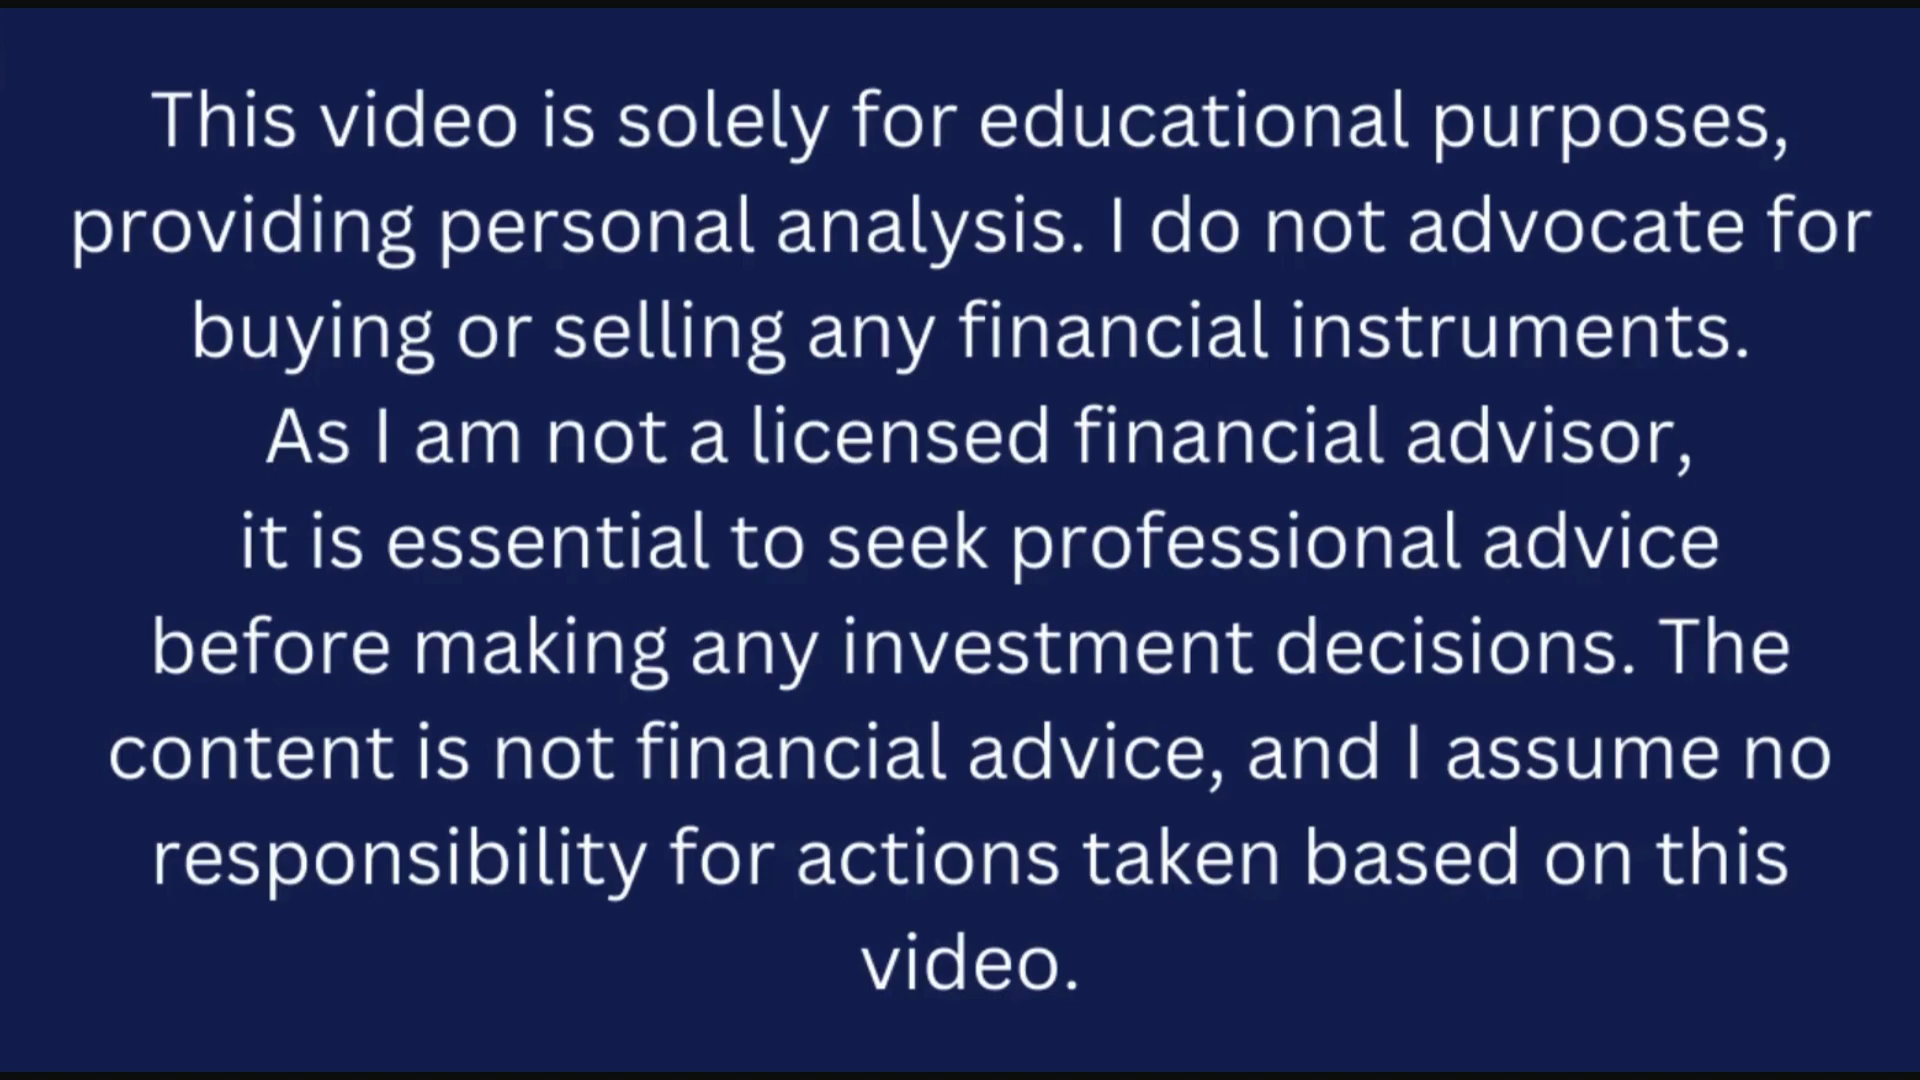 This video is solely for educational purposes,
providing personal analysis. I do not advocate for
buying or selling any financial instruments.
As I am not a licensed financial advisor,
it is essential to seek professional advice
before making any investment decisions. The
content is not financial advice, and I assume no
responsibility for actions taken based on this
video.